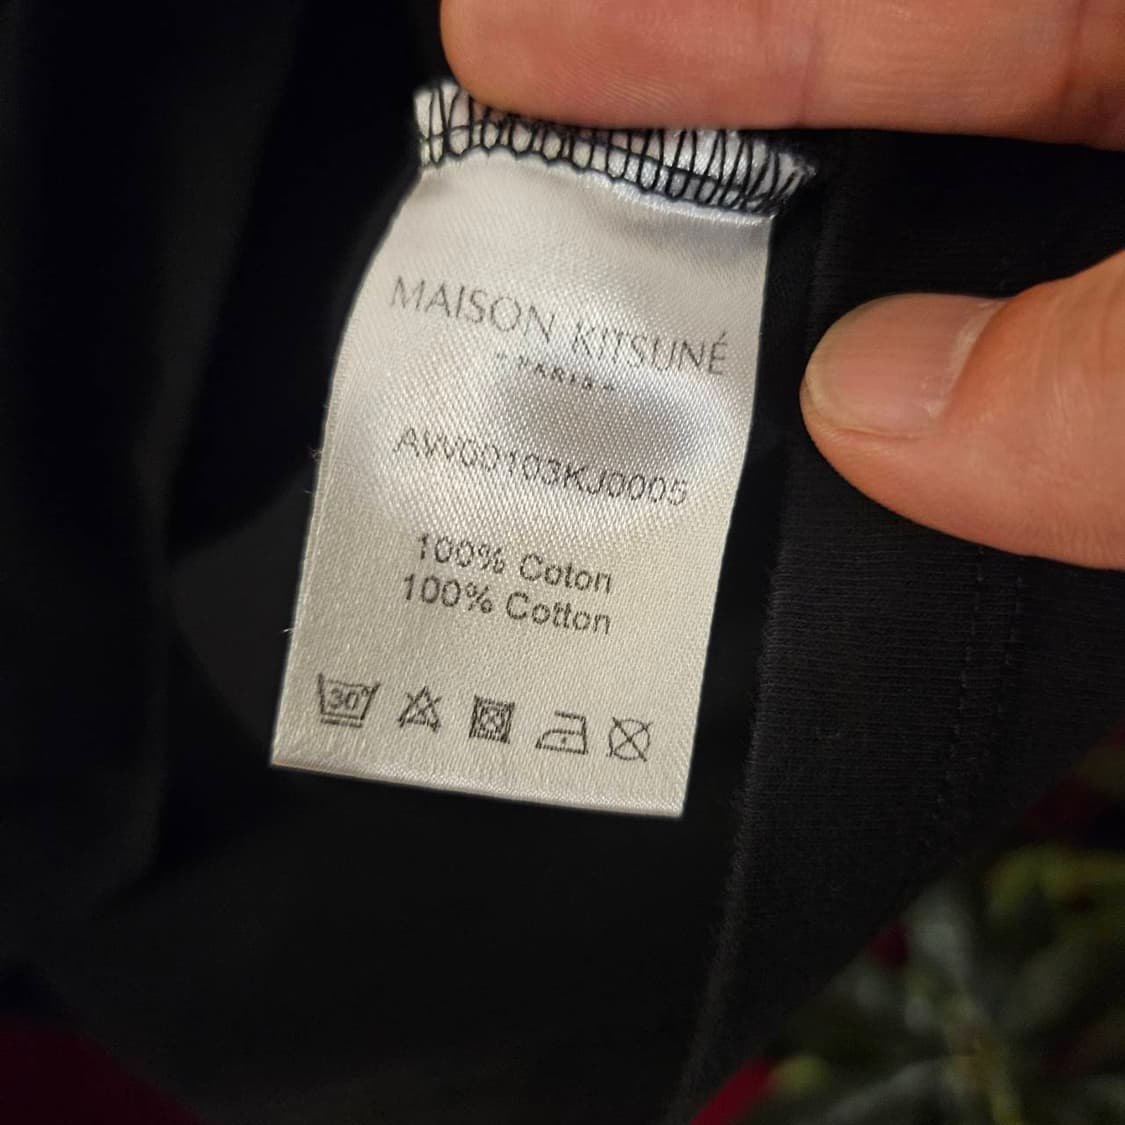 MAISON KITSUNÉ
- PARIS -
AW00103KJ0005
100% Coton
100% Cotton
30°